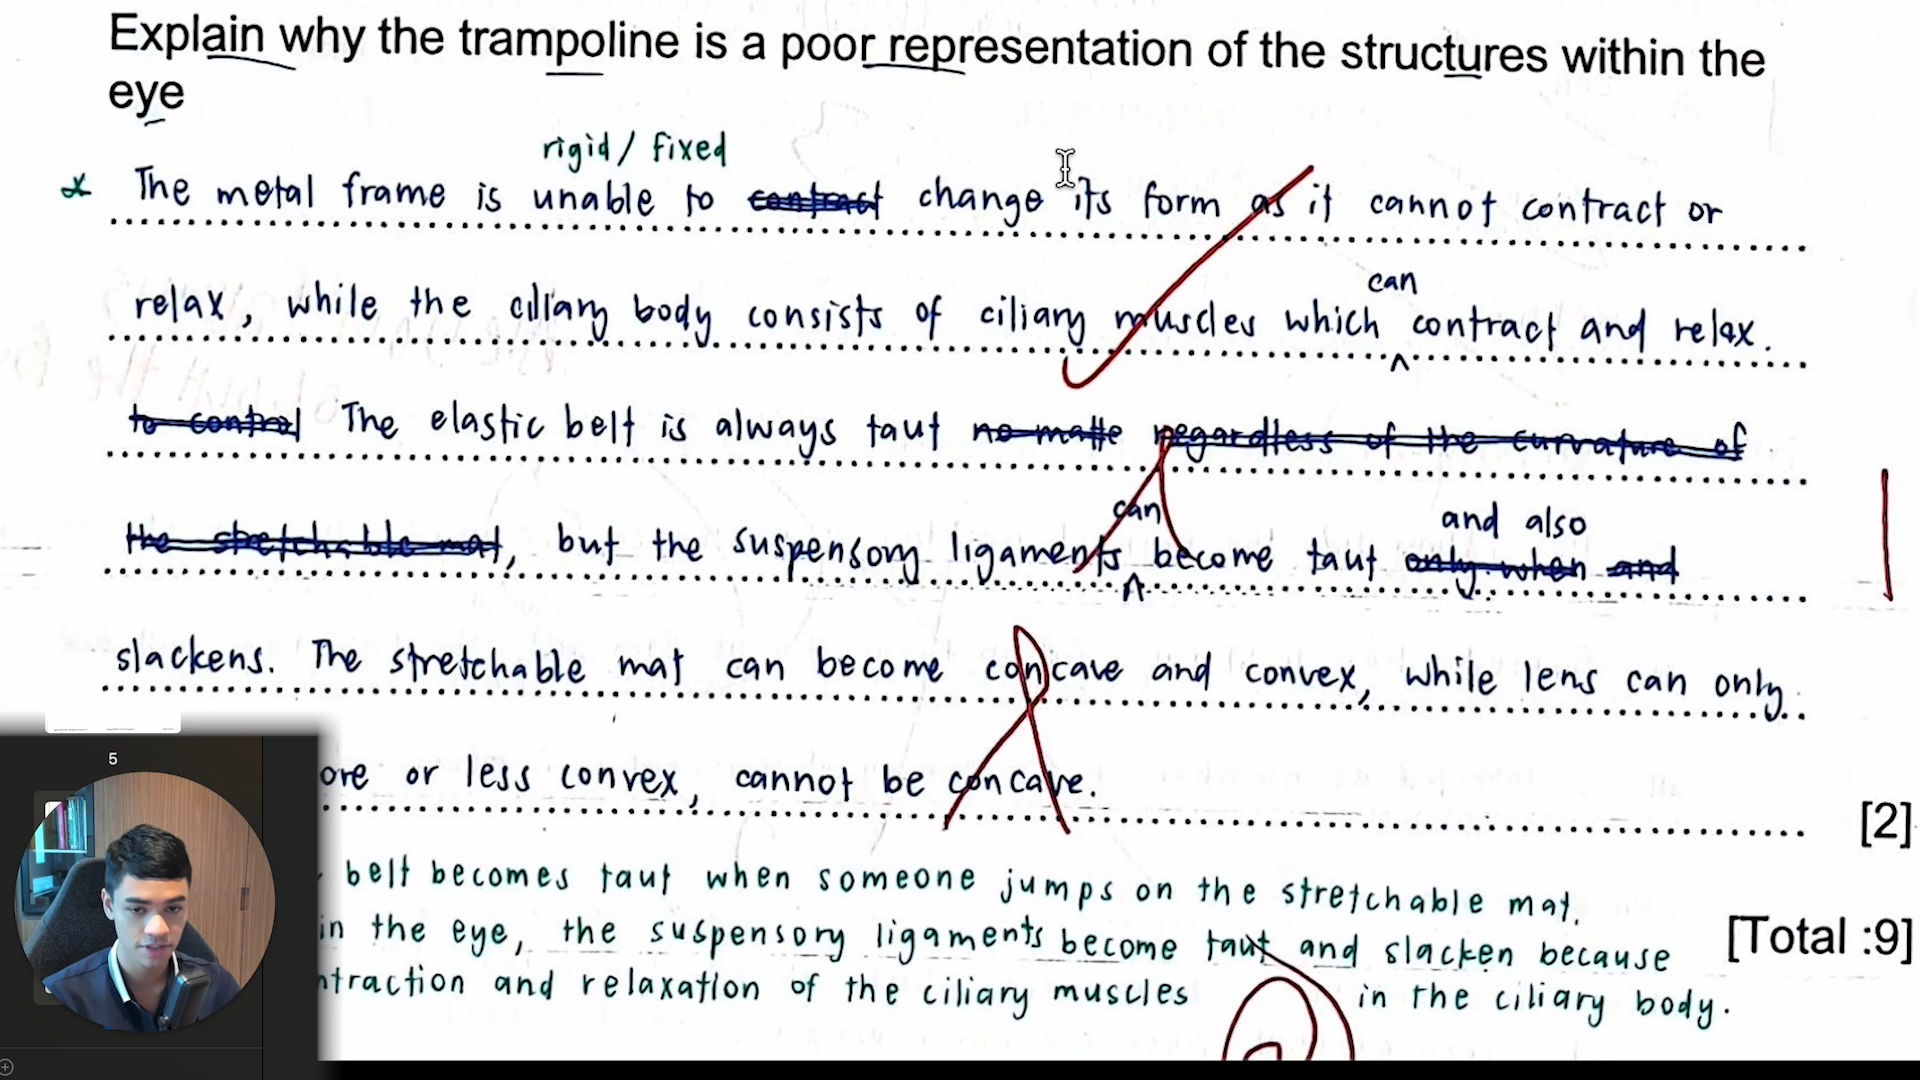 Explain why the trampoline is a poor representation of the structures within the
eye
rigid / fixed
* The metal frame is unable to contract change its form as it cannot contract or
can
relax, while the cillary body consists of ciliary muscles which ^ contract and relax.
to control The elastic belt is always taut no matte regardless of the curvature of
can
and also
the stretchable mat, but the suspensory ligaments ^ become taut only when and
slackens. The stretchable mat can become concave and convex, while lens can only
ore or less convex, cannot be concave.
[2]
belt becomes taut when someone jumps on the stretchable mat.
in the eye, the suspensory ligaments become taut and slacken because
[Total :9]
ntraction and relaxation of the ciliary muscles in the ciliary body.
5